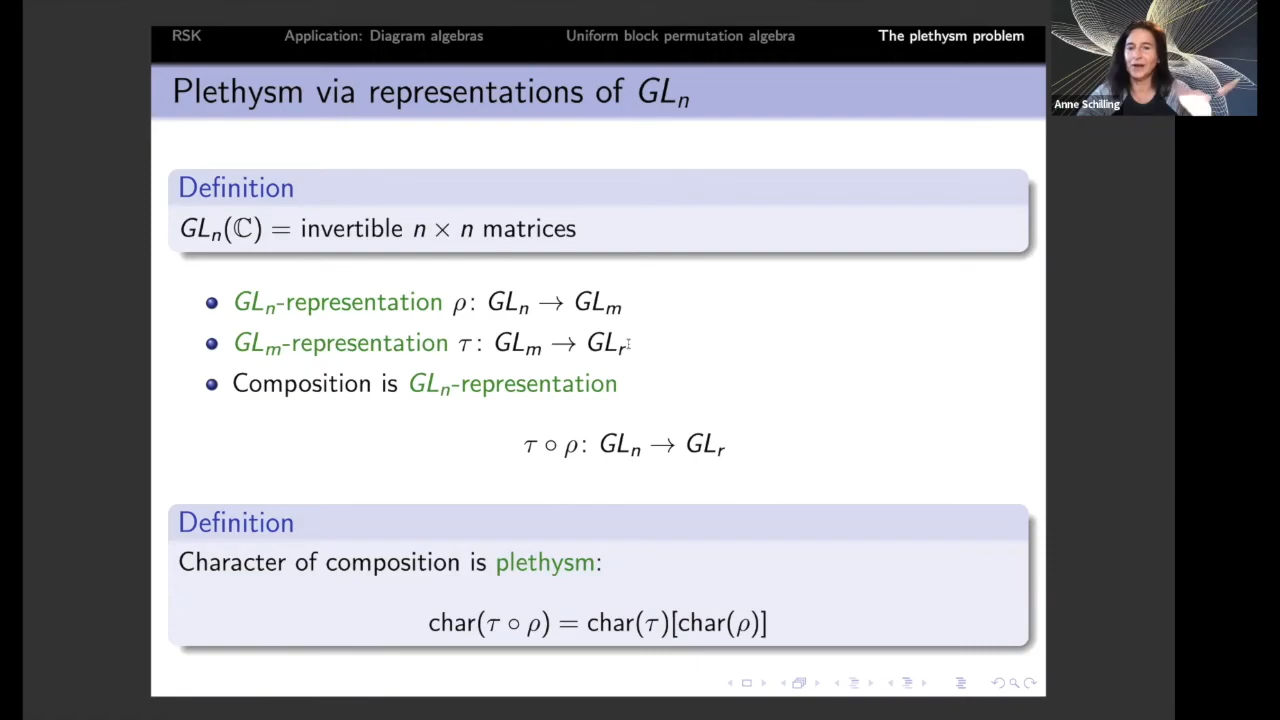 RSK Application: Diagram algebras Uniform block permutation algebra The plethysm problem
Anne Schilling
Plethysm via representations of GLₙ
Definition
GLₙ(ℂ) = invertible n × n matrices
GLₙ-representation ρ: GLₙ → GLₘ
GLₘ-representation τ: GLₘ → GLᵣ
Composition is GLₙ-representation
τ ∘ ρ: GLₙ → GLᵣ
Definition
Character of composition is plethysm:
char(τ ∘ ρ) = char(τ)[char(ρ)]